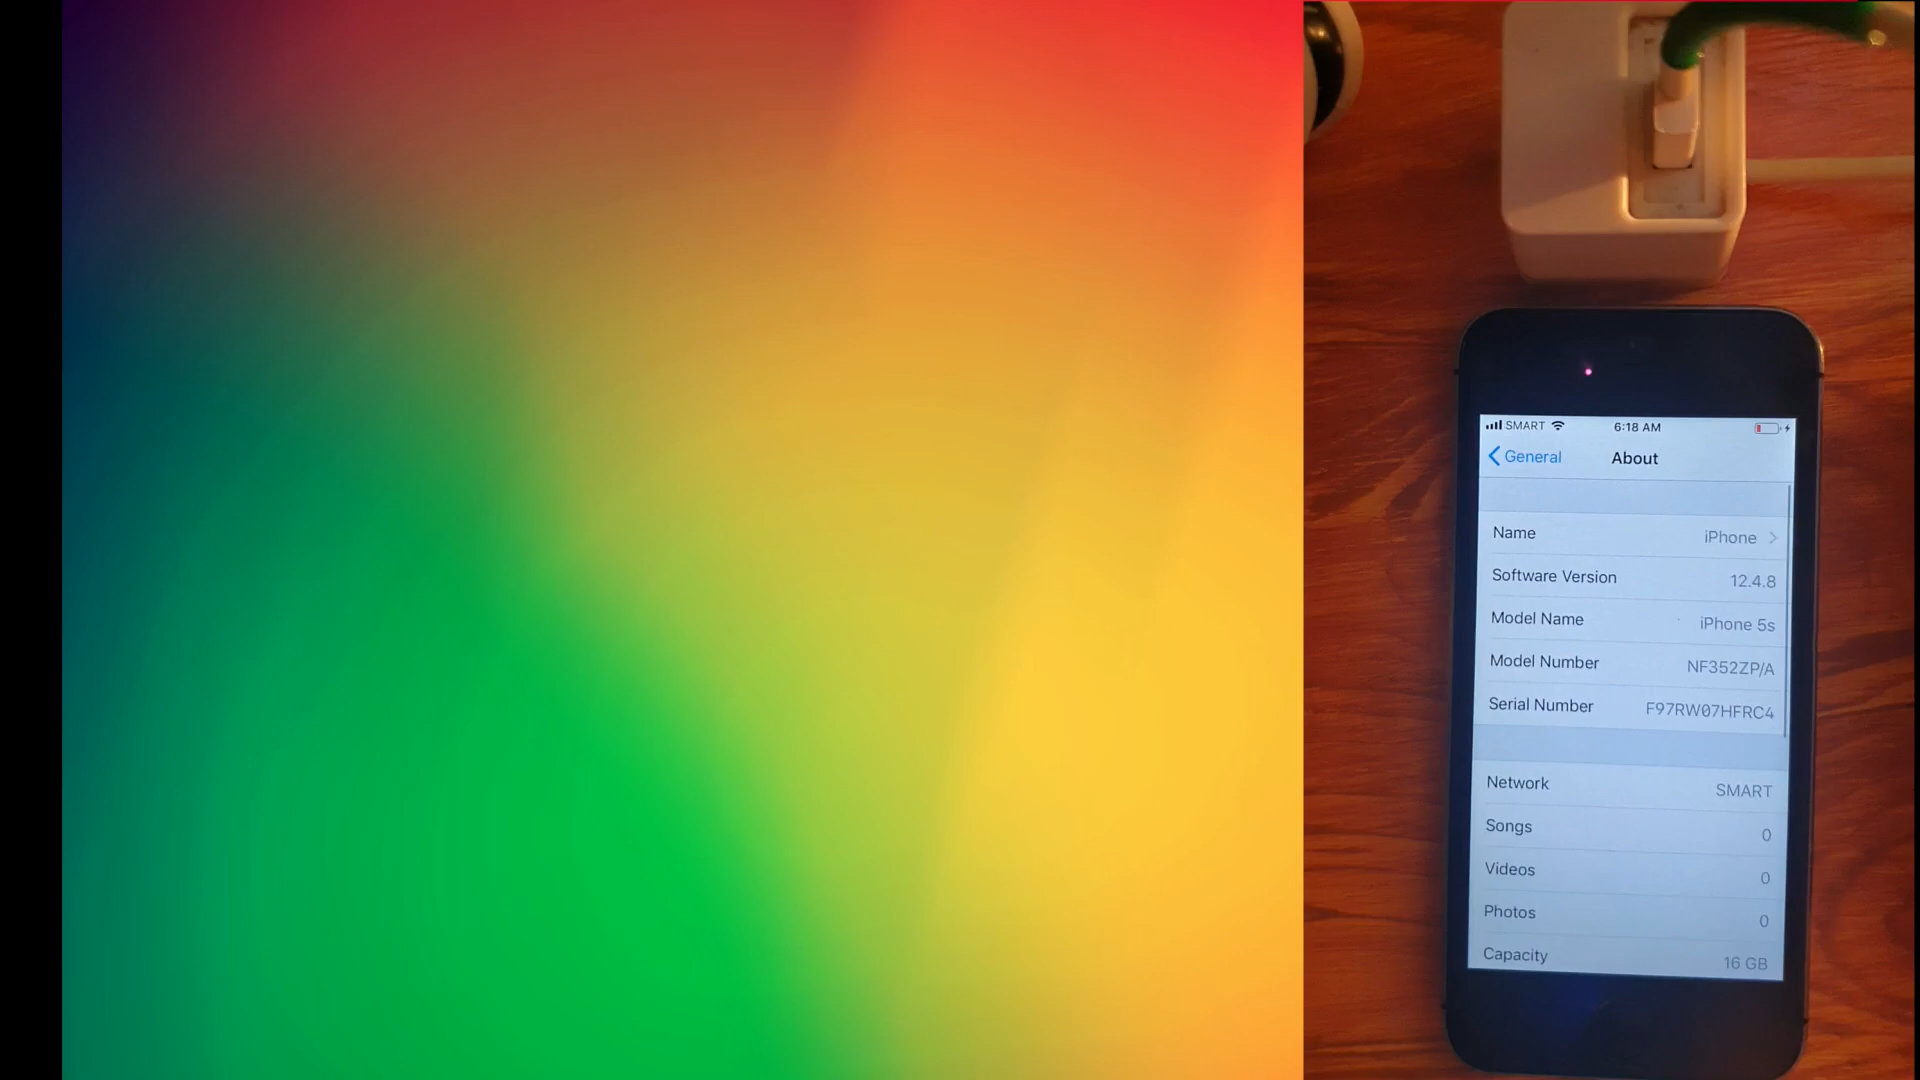 SMART 6:18 AM
General About
Name iPhone
Software Version 12.4.8
Model Name iPhone 5s
Model Number NF352ZP/A
Serial Number F97RW07HFRC4
Network SMART
Songs 0
Videos 0
Photos 0
Capacity 16 GB